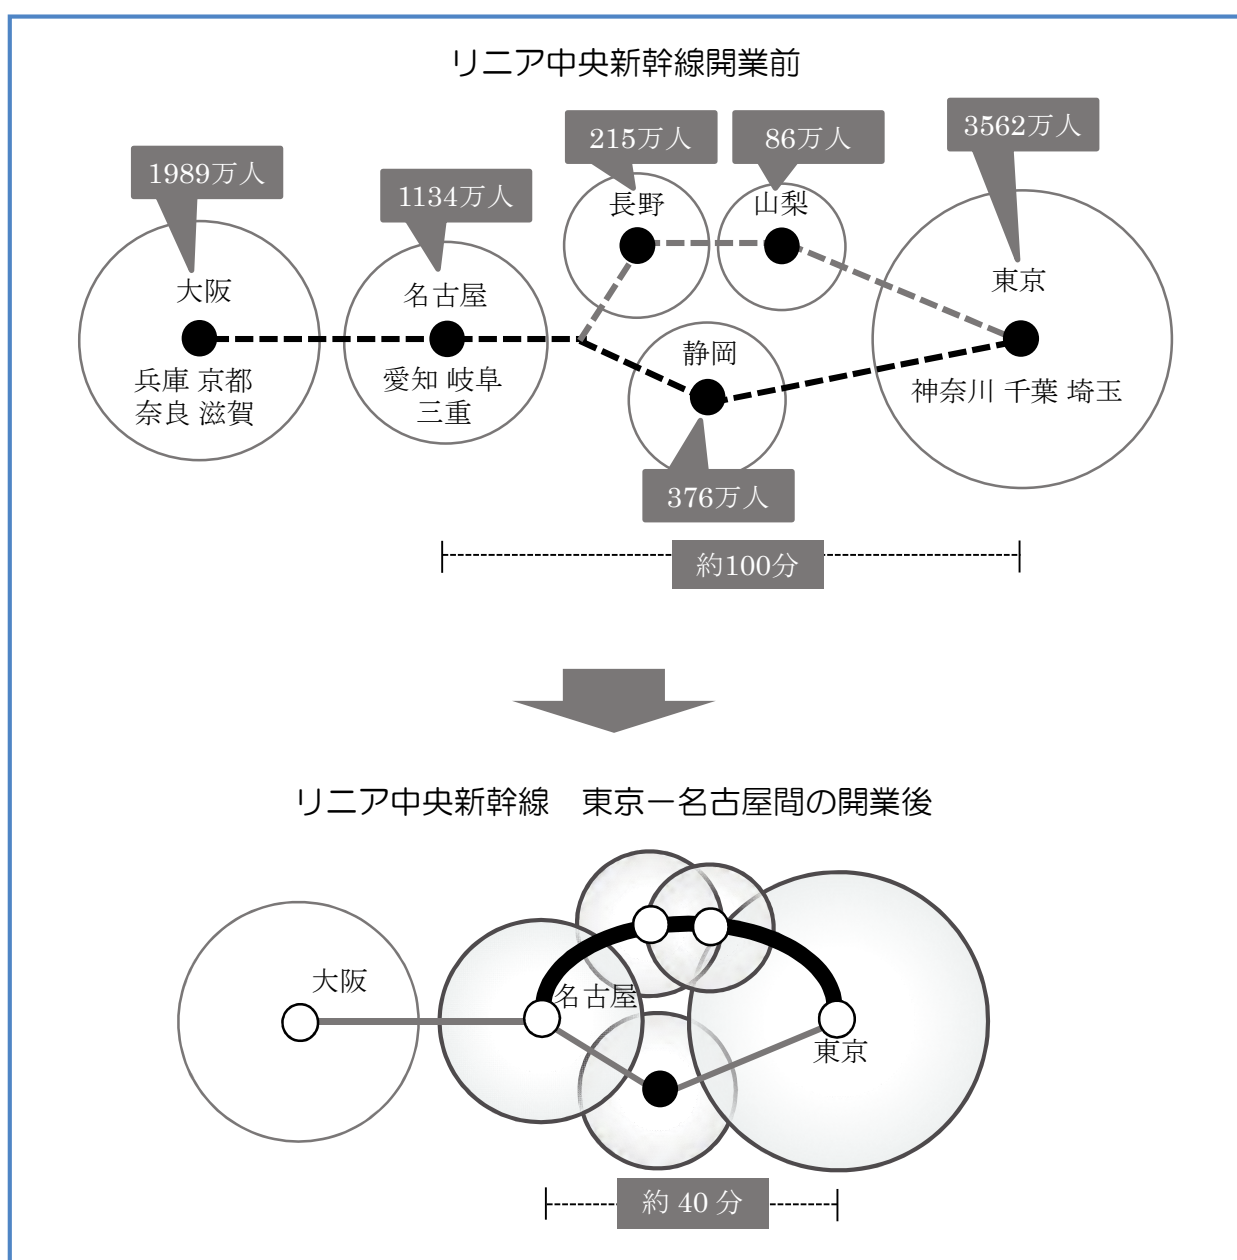 リニア中央新幹線開業前
215万人
86万人
3562万人
1989万人
1134万人
長野
山梨
大阪
名古屋
東京
兵庫 京都
奈良 滋賀
愛知 岐阜
三重
静岡
神奈川 千葉 埼玉
376万人
約100分
リニア中央新幹線　東京ー名古屋間の開業後
大阪
名古屋
東京
約 40 分